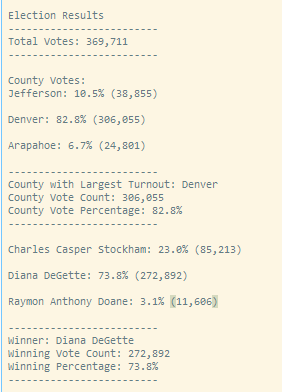 Election Results
-------------------------
Total Votes: 369,711
-------------------------
County Votes:
Jefferson: 10.5% (38,855)
Denver: 82.8% (306,055)
Arapahoe: 6.7% (24,801)
-------------------------
County with Largest Turnout: Denver
County Vote Count: 306,055
County Vote Percentage: 82.8%
-------------------------
Charles Casper Stockham: 23.0% (85,213)
Diana DeGette: 73.8% (272,892)
Raymon Anthony Doane: 3.1% (11,606)
-------------------------
Winner: Diana DeGette
Winning Vote Count: 272,892
Winning Percentage: 73.8%
-------------------------